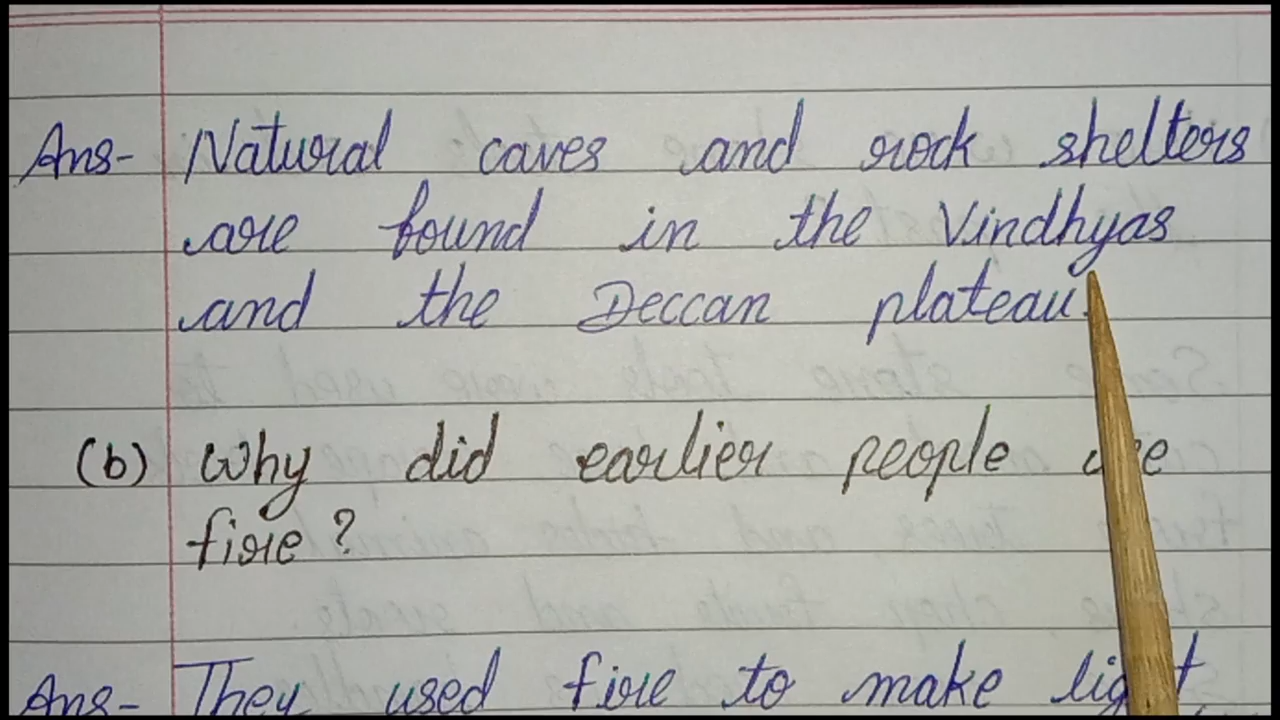 Ans- Natural caves and rock shelters
are found in the Vindhyas
and the Deccan plateau.
(b) Why did earlier people
fire?
Ans- They used fire to make light,